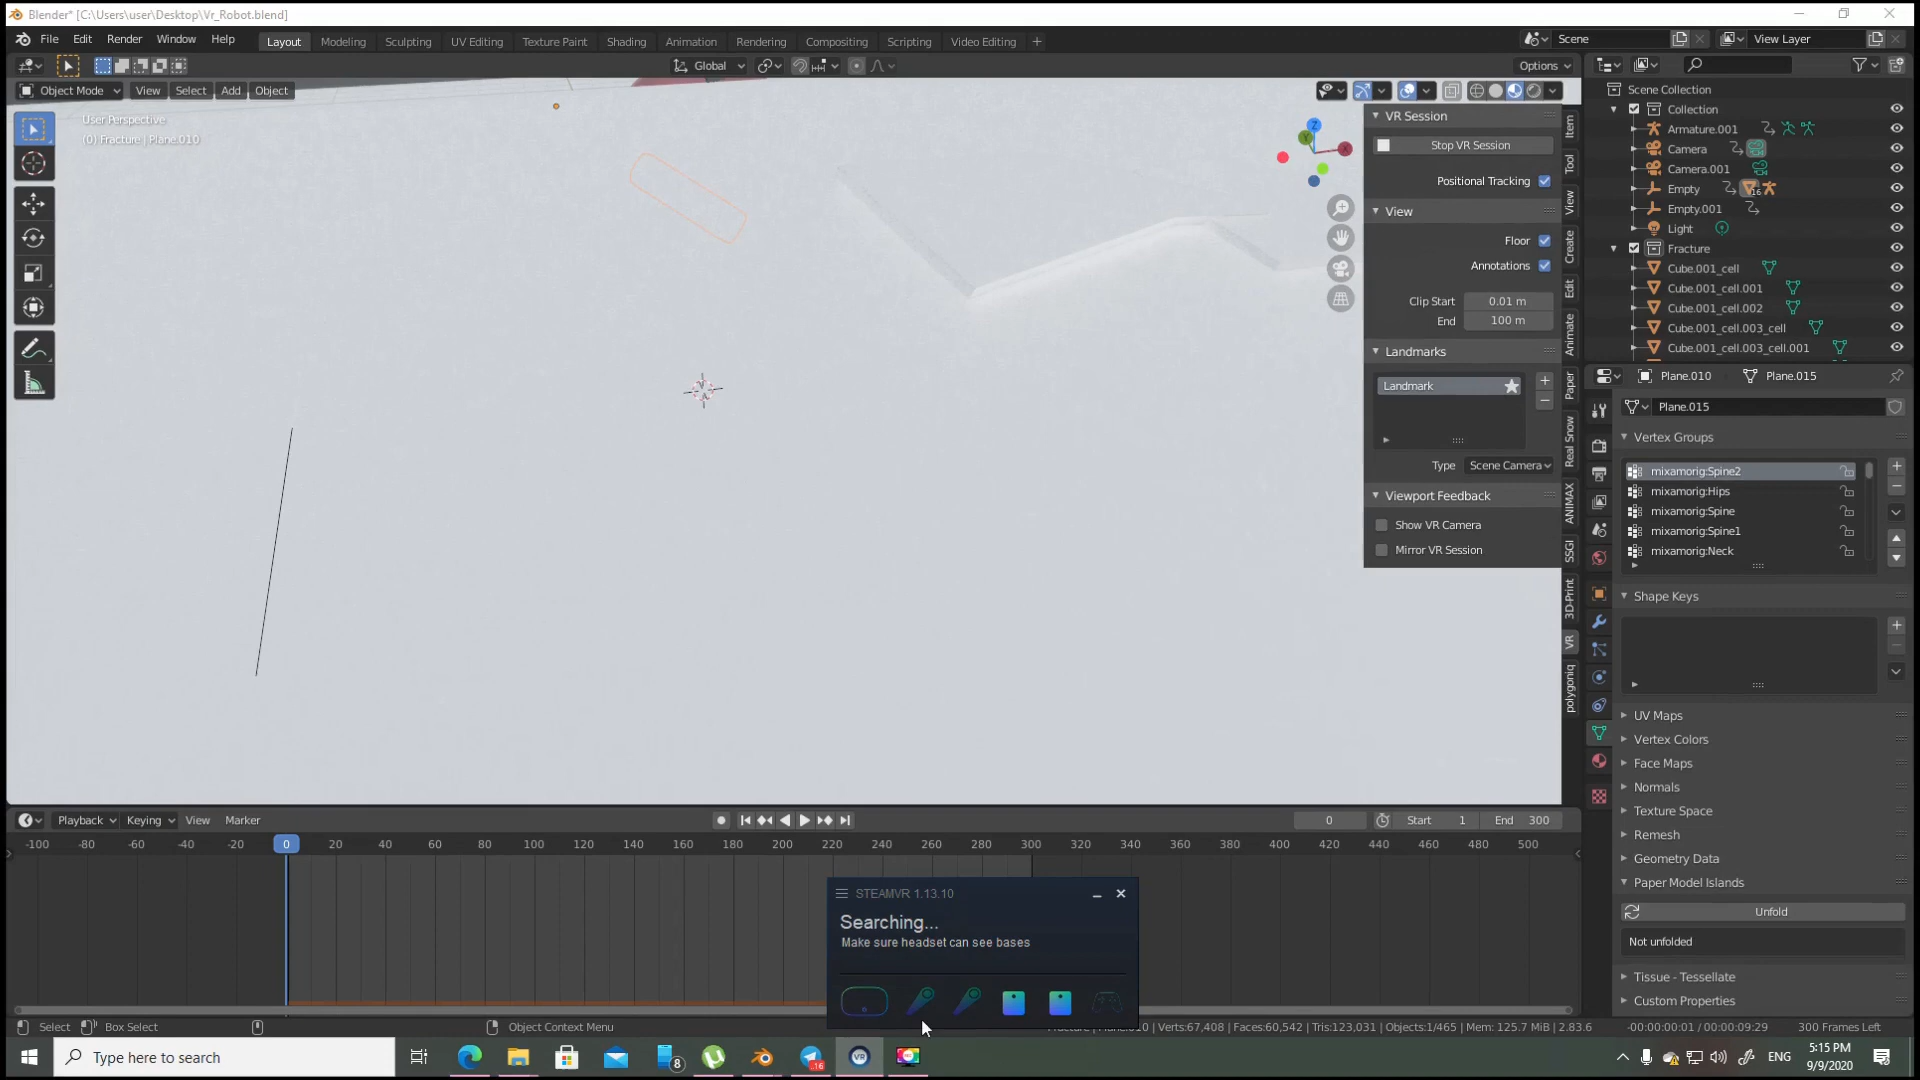 Blender* [C:\Users\user\Desktop\Vr_Robot.blend]
File Edit Render Window Help
Layout Modeling Sculpting UV Editing Texture Paint Shading Animation Rendering Compositing Scripting Video Editing +
Scene
View Layer
Global
Options
Object Mode View Select Add Object
User Perspective
(0) Fracture | Plane.010
Z
Y
X
VR Session
Stop VR Session
Positional Tracking
View
Floor
Annotations
Clip Start 0.01 m
End 100 m
Landmarks
Landmark
Type Scene Camera
Viewport Feedback
Show VR Camera
Mirror VR Session
Item
Tool
View
Create
Edit
Animate
Paper
Real Snow
ANIMAX
SSGI
3D-Print
VR
polygoniq
Scene Collection
Collection
Armature.001
Camera
Camera.001
Empty
16
Empty.001
Light
Fracture
Cube.001_cell
Cube.001_cell.001
Cube.001_cell.002
Cube.001_cell.003_cell
Cube.001_cell.003_cell.001
Plane.010 Plane.015
Plane.015
Vertex Groups
mixamorig:Spine2
mixamorig:Hips
mixamorig:Spine
mixamorig:Spine1
mixamorig:Neck
Shape Keys
UV Maps
Vertex Colors
Face Maps
Normals
Texture Space
Remesh
Geometry Data
Paper Model Islands
Unfold
Not unfolded
Tissue - Tessellate
Custom Properties
Playback Keying View Marker
0 Start 1 End 300
-100 -80 -60 -40 -20 0 20 40 60 80 100 120 140 160 180 200 220 240 260 280 300 320 340 360 380 400 420 440 460 480 500
STEAMVR 1.13.10
Searching...
Make sure headset can see bases
Select Box Select Object Context Menu
| Verts:67,408 | Faces:60,542 | Tris:123,031 | Objects:1/465 | Mem: 125.7 MiB | 2.83.6
-00:00:00:01 / 00:00:09:29 300 Frames Left
Type here to search
8
16
VR
ENG
5:15 PM
9/9/2020